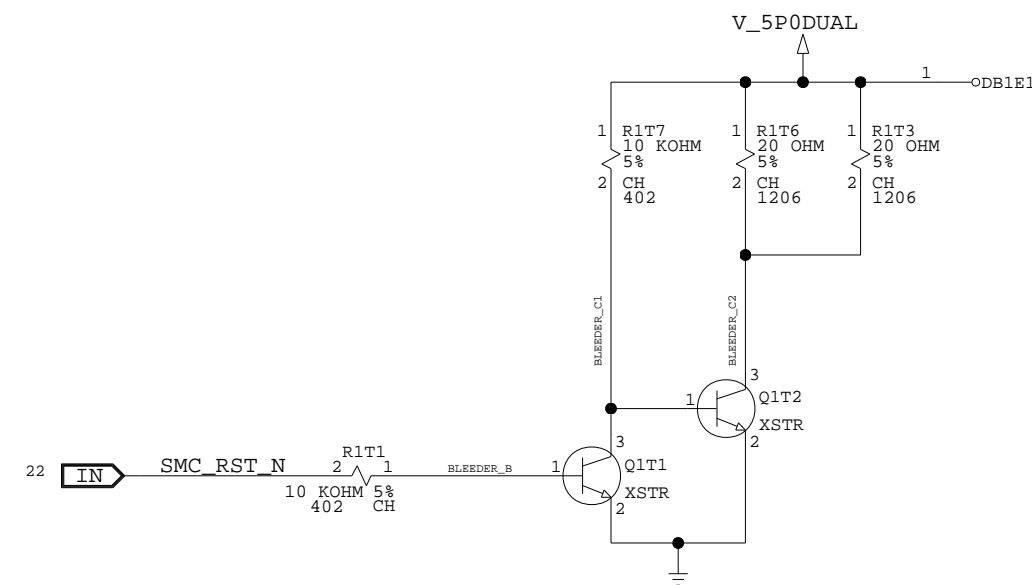 V_5P0DUAL
1
DB1E1
1 R1T7
10 KOHM
5%
2 CH
402
1 R1T6
20 OHM
5%
2 CH
1206
1 R1T3
20 OHM
5%
2 CH
1206
BLEEDER_C1
BLEEDER_C2
3
1 Q1T2
XSTR
2
22 IN SMC_RST_N
R1T1
2 1
10 KOHM 5%
402 CH
BLEEDER_B
3
1 Q1T1
XSTR
2